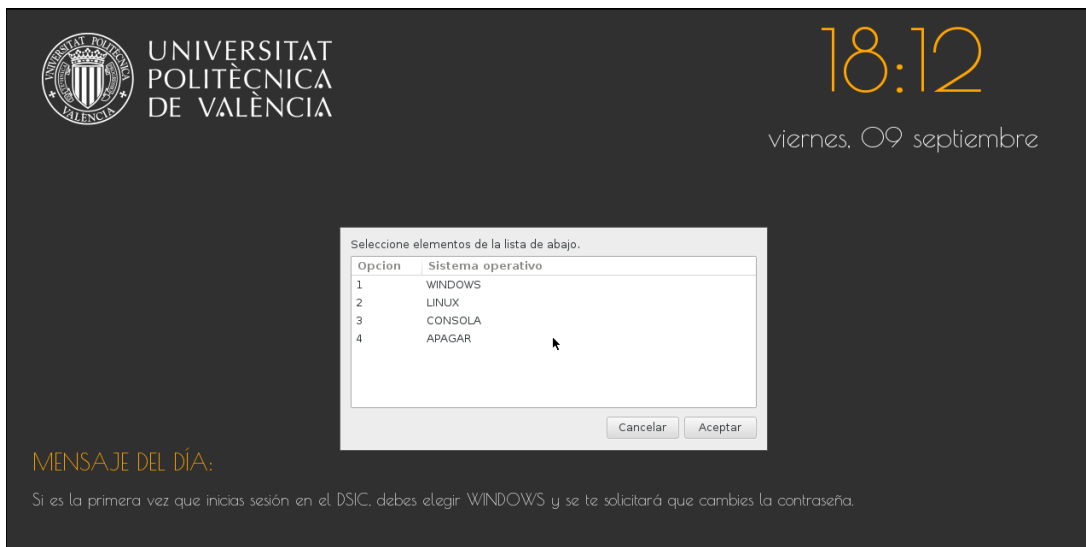 UNIVERSITAT
POLITÈCNICA
DE VALÈNCIA
18:12
viernes, 09 septiembre
Seleccione elementos de la lista de abajo.
Opcion Sistema operativo
1 WINDOWS
2 LINUX
3 CONSOLA
4 APAGAR
Cancelar Aceptar
MENSAJE DEL DÍA:
Si es la primera vez que inicias sesión en el DSIC, debes elegir WINDOWS y se te solicitará que cambies la contraseña.